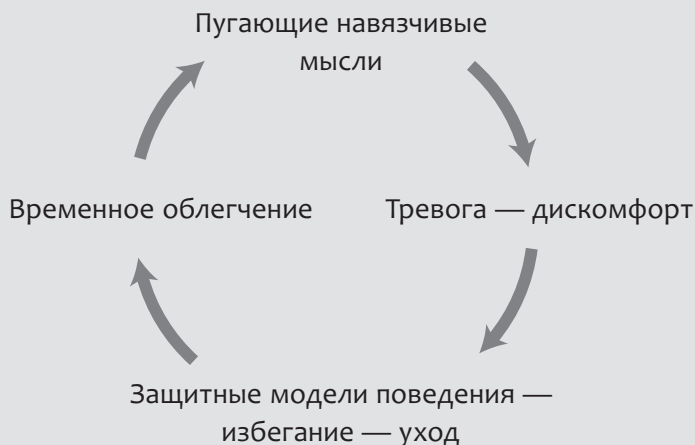 Пугающие навязчивые
мысли
Временное облегчение
Тревога — дискомфорт
Защитные модели поведения —
избегание — уход